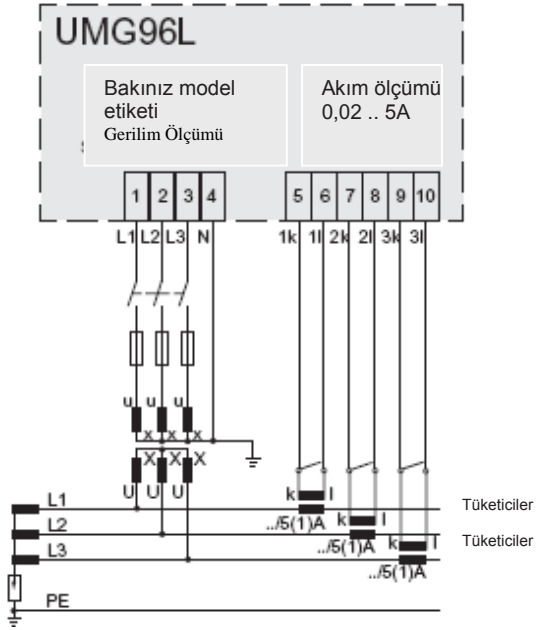 UMG96L
Bakınız model
etiketi
Gerilim Ölçümü
Akım ölçümü
0,02 .. 5A
1 2 3 4
5 6 7 8 9 10
L1 L2 L3 N
1k 1l 2k 2l 3k 3l
u u u
x x x
X X X
U U U
L1
k l
Tüketiciler
../5(1)A
L2
k l
Tüketiciler
../5(1)A
L3
k l
../5(1)A
PE